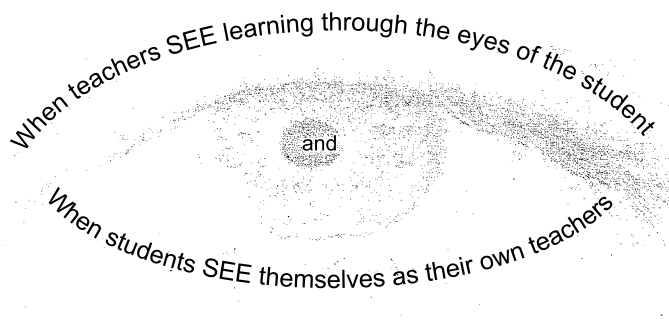 When teachers SEE learning through the eyes of the student
and
When students SEE themselves as their own teachers